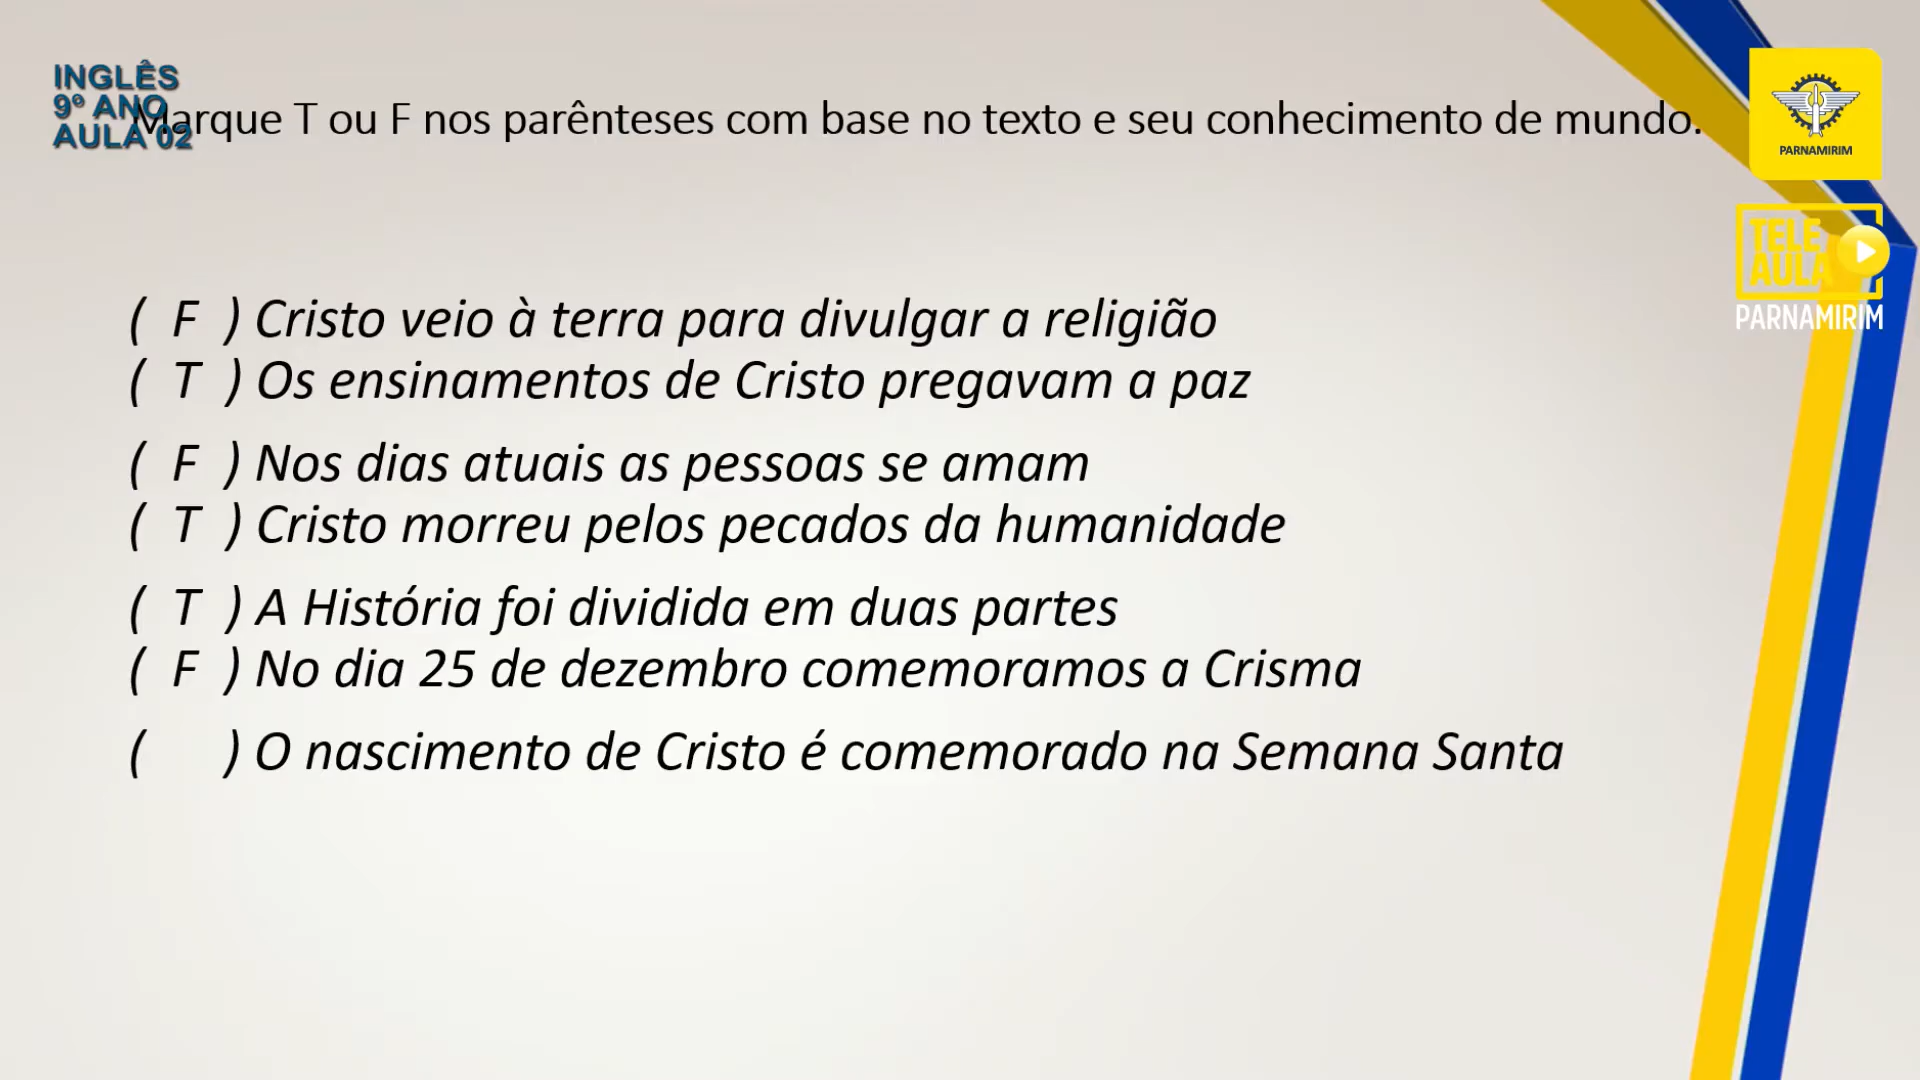 INGLÊS
9º ANO
AULA 02
Marque T ou F nos parênteses com base no texto e seu conhecimento de mundo.
PARNAMIRIM
TELE
AULA
PARNAMIRIM
( F ) Cristo veio à terra para divulgar a religião
( T ) Os ensinamentos de Cristo pregavam a paz
( F ) Nos dias atuais as pessoas se amam
( T ) Cristo morreu pelos pecados da humanidade
( T ) A História foi dividida em duas partes
( F ) No dia 25 de dezembro comemoramos a Crisma
( ) O nascimento de Cristo é comemorado na Semana Santa